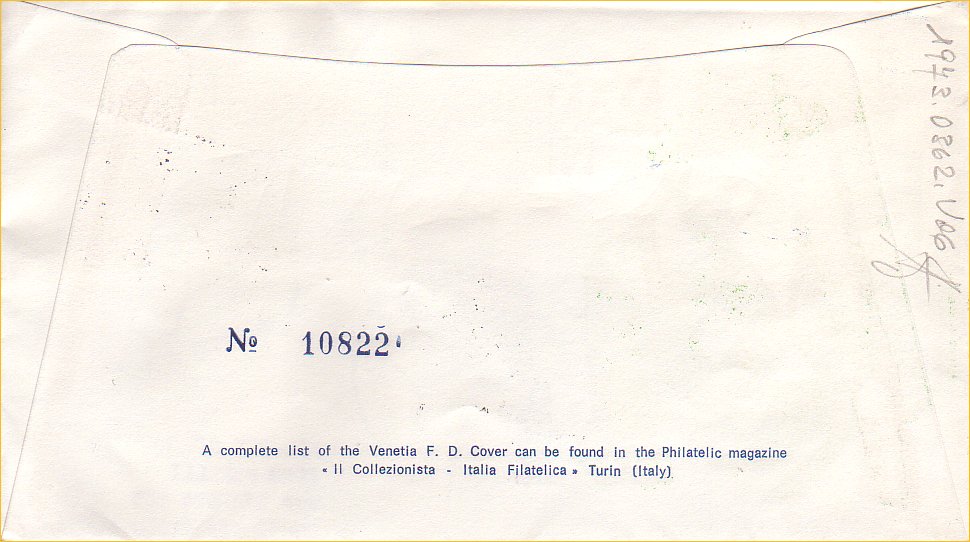 1943.0862.V06
Nº 10822
A complete list of the Venetia F. D. Cover can be found in the Philatelic magazine
« Il Collezionista - Italia Filatelica » Turin (Italy)